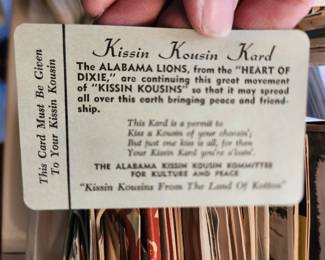 This Card Must Be Given
To Your Kissin Kousin
Kissin Kousin Kard
The ALABAMA LIONS, from the "HEART OF
DIXIE," are continuing this great movement
of "KISSIN KOUSINS" so that it may spread
all over this earth bringing peace and friend-
ship.
This Kard is a permit to
Kiss a Kousin of your choosin';
But just one kiss is all, for then
Your Kissin Kard you're a'losin'.
THE ALABAMA KISSIN KOUSIN KOMMITTEE
FOR KULTURE AND PEACE
"Kissin Kousins From The Land Of Kotton"